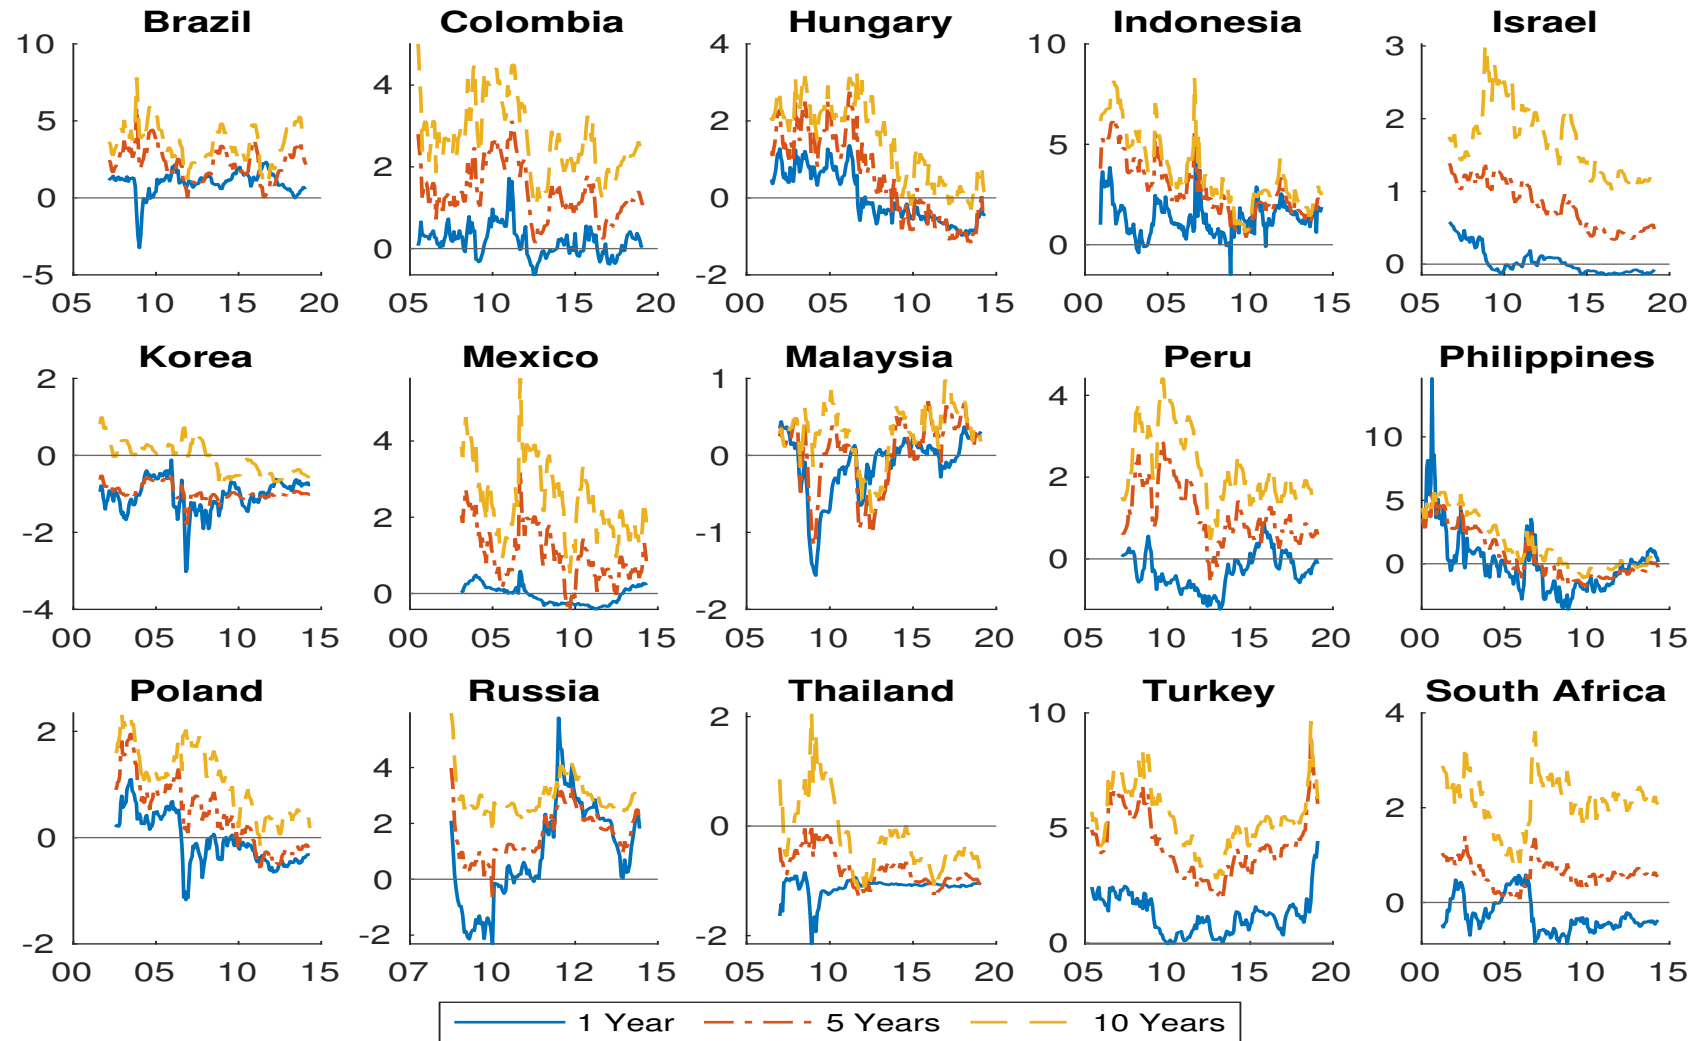 Brazil Colombia Hungary Indonesia Israel
10 4 4 10 3
5 2 2 5 2
0 0 0 0 1
-5 -2 0
05 10 15 20 05 10 15 20 00 05 10 15 00 05 10 15 05 10 15 20
Korea Mexico Malaysia Peru Philippines
2 4 1 4 10
0 2 0 2 5
-2 0 -1 0 0
-4 -2
00 05 10 15 00 05 10 15 05 10 15 20 05 10 15 20 00 05 10 15
Poland Russia Thailand Turkey South Africa
2 4 2 10 4
0 2 0 5 2
-2 0 -2 0 0
-2
00 05 10 15 07 10 12 15 05 10 15 20 05 10 15 20 00 05 10 15
1 Year 5 Years 10 Years